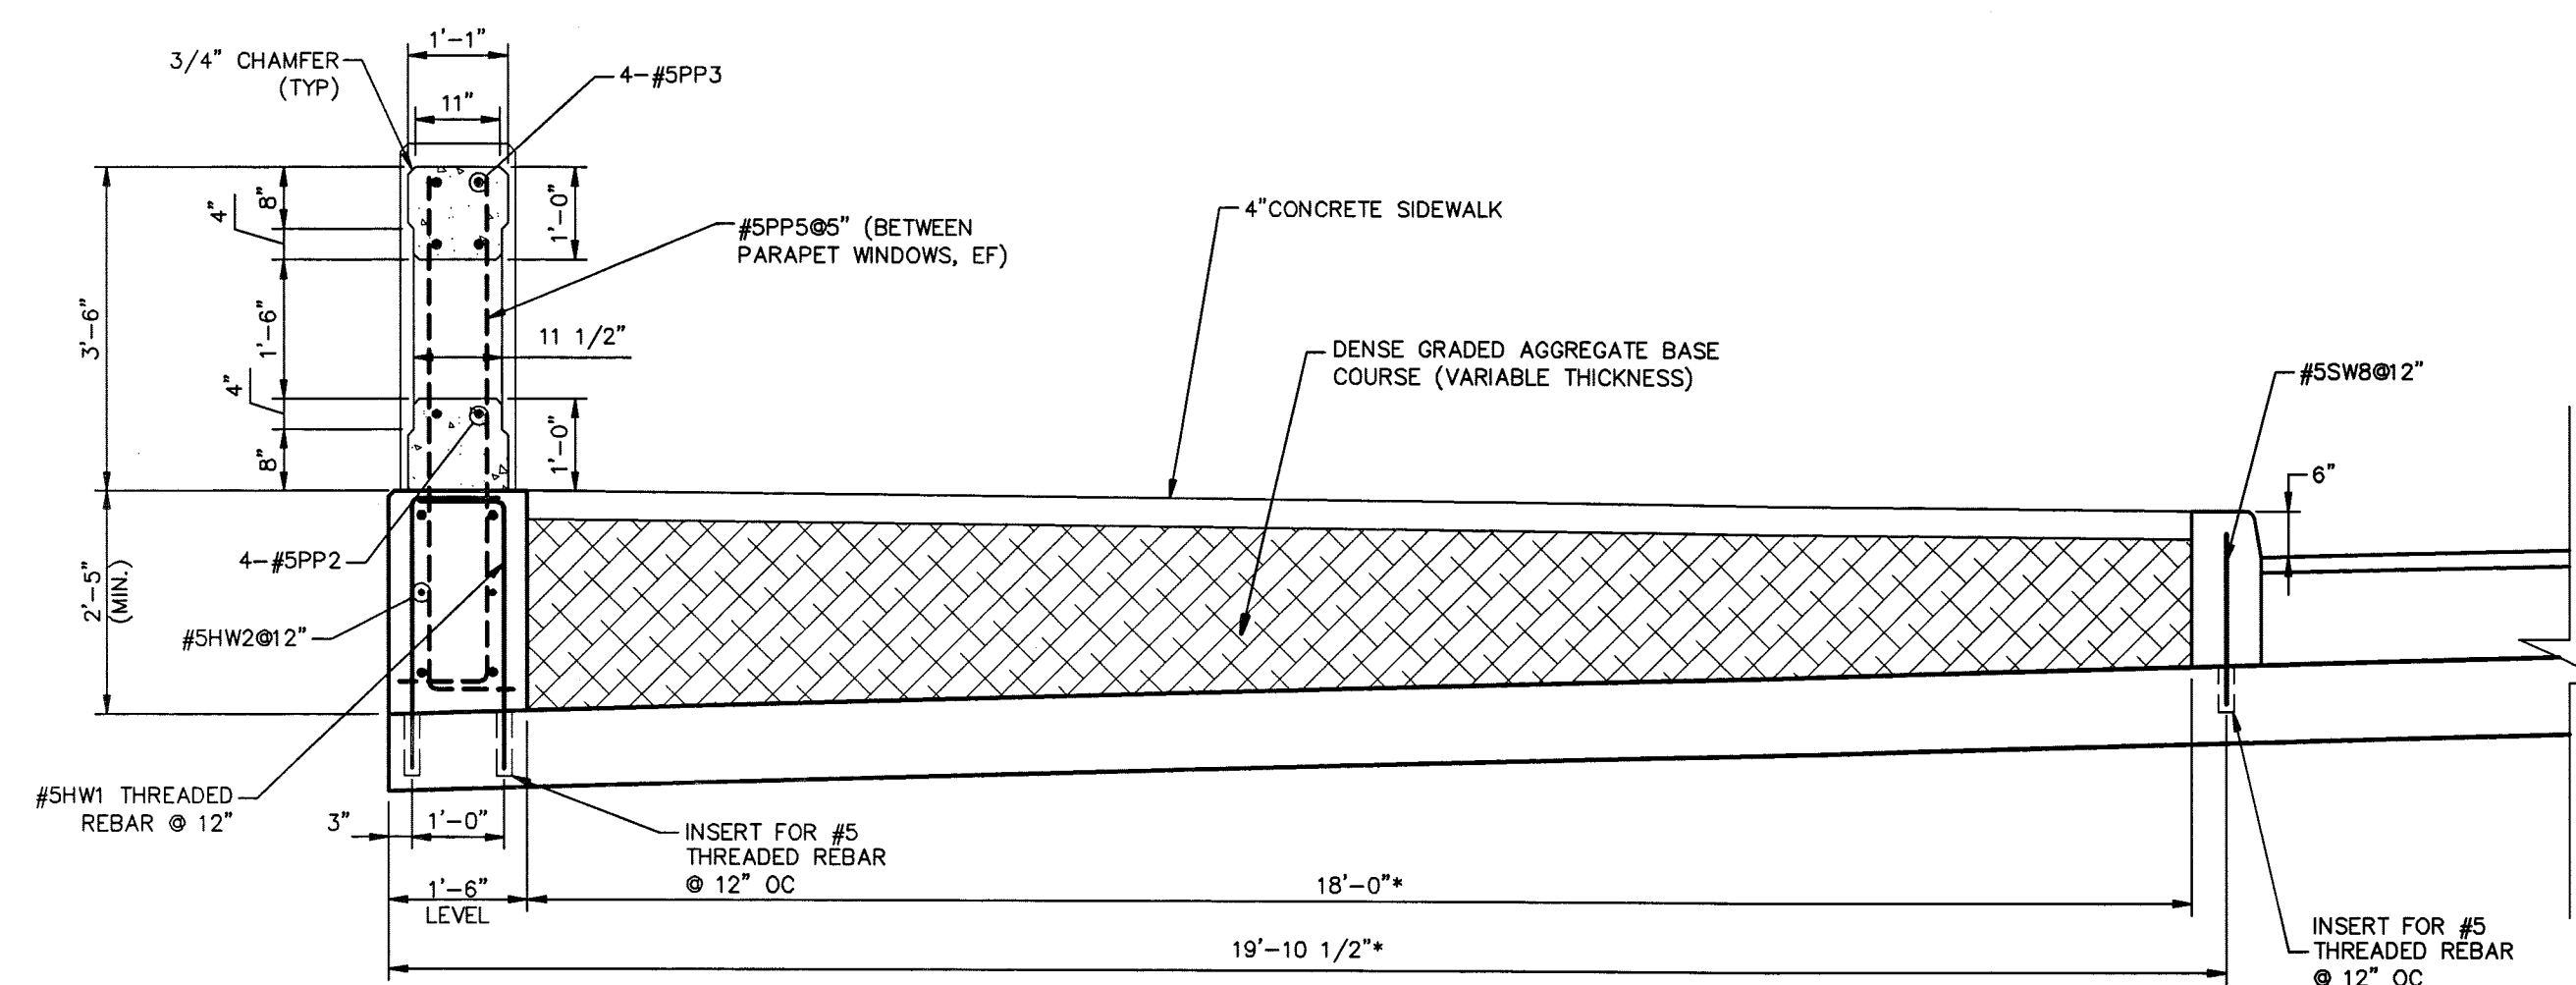 1'-1"
3/4" CHAMFER
(TYP)
4-#5PP3
11"
8"
4"
1'-0"
#5PP5@5" (BETWEEN
PARAPET WINDOWS, EF)
4"CONCRETE SIDEWALK
3'-6"
1'-6"
11 1/2"
DENSE GRADED AGGREGATE BASE
COURSE (VARIABLE THICKNESS)
#5SW8@12"
4"
8"
1'-0"
6"
2'-5"
(MIN.)
4-#5PP2
#5HW2@12"
#5HW1 THREADED
REBAR @ 12"
3"
1'-0"
INSERT FOR #5
THREADED REBAR
@ 12" OC
1'-6"
LEVEL
18'-0"*
19'-10 1/2"*
INSERT FOR #5
THREADED REBAR
@ 12" OC